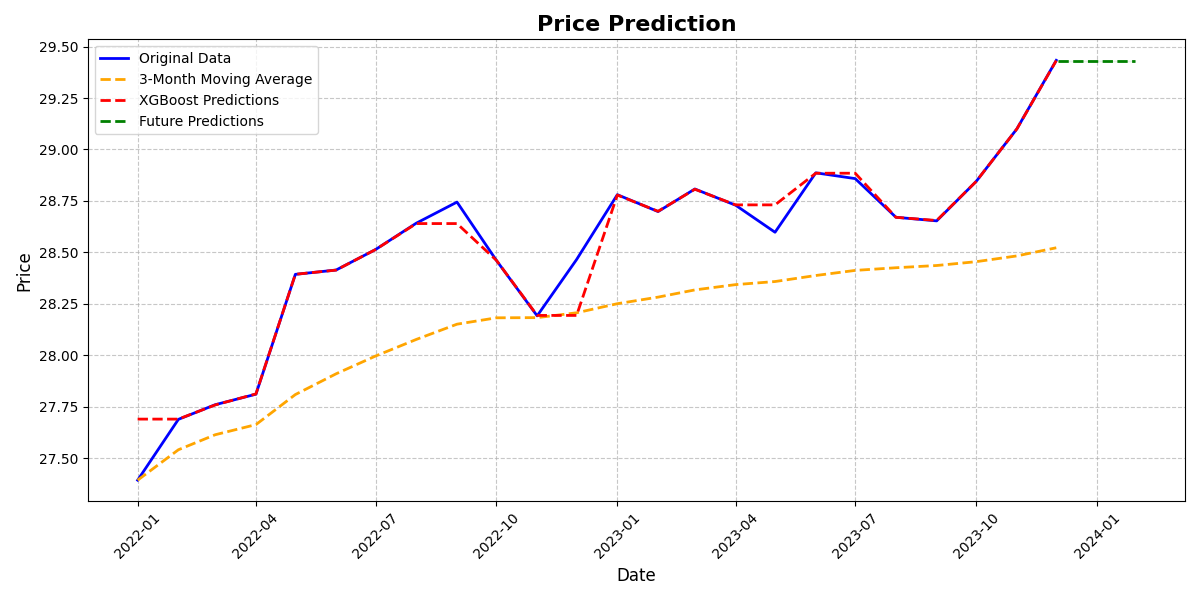 Price Prediction
Original Data
3-Month Moving Average
XGBoost Predictions
Future Predictions
Price
29.50
29.25
29.00
28.75
28.50
28.25
28.00
27.75
27.50
2022-01
2022-04
2022-07
2022-10
2023-01
2023-04
2023-07
2023-10
2024-01
Date